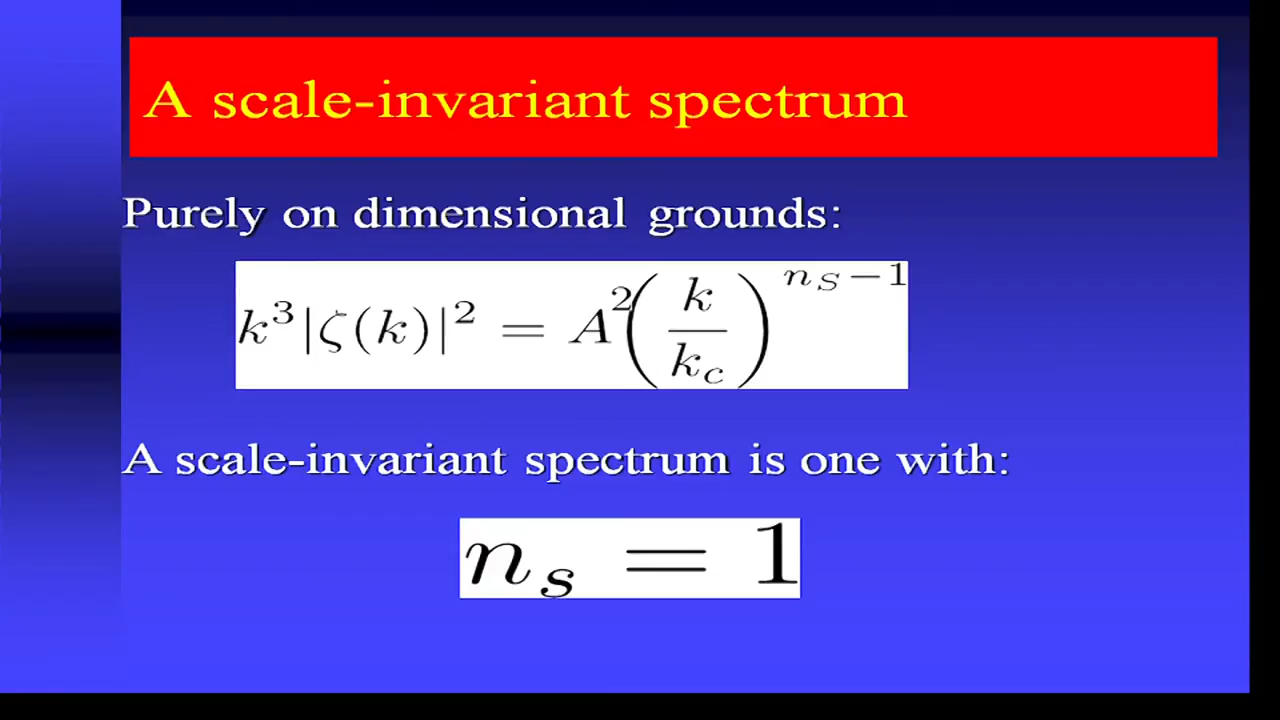 A scale-invariant spectrum
Purely on dimensional grounds:
k³|ζ(k)|² = A² (k/k_c)^{n_S−1}
A scale-invariant spectrum is one with:
n_s = 1